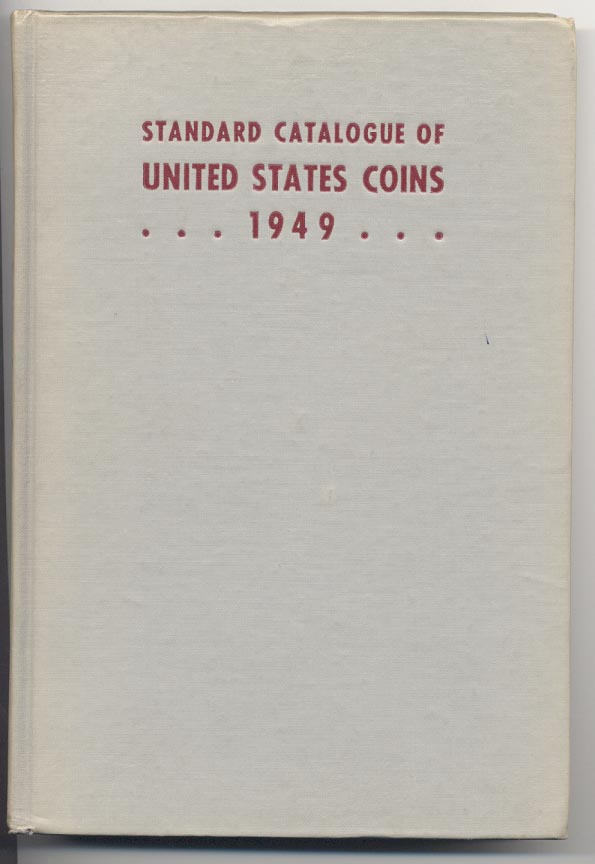 STANDARD CATALOGUE OF
UNITED STATES COINS
. . . 1949 . . .